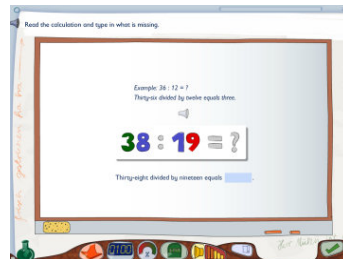 Read the calculation and type in what is missing.
Example: 36 : 12 = ?
Thirty-six divided by twelve equals three.
38 : 19 = ?
Thirty-eight divided by nineteen equals .